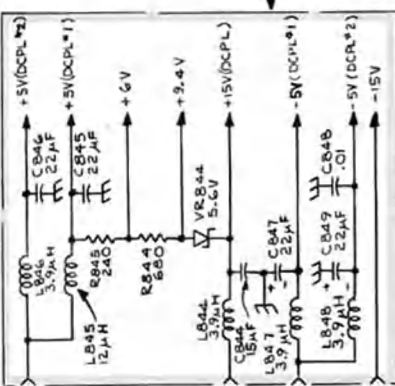 +5V(DCPL#2)
+5V(DCPL#1)
+6V
+9.4V
+15V(DCPL)
-5V(DCPL#1)
-5V(DCPL#2)
-15V
C846
22µF
C845
22µF
VR844
5.6V
C847
22µF
C848
.01
C849
22µF
L846
3.9µH
R845
240
R844
680
L845
12µH
L844
3.9µH
C844
15µF
L847
3.9µH
L848
3.9µH